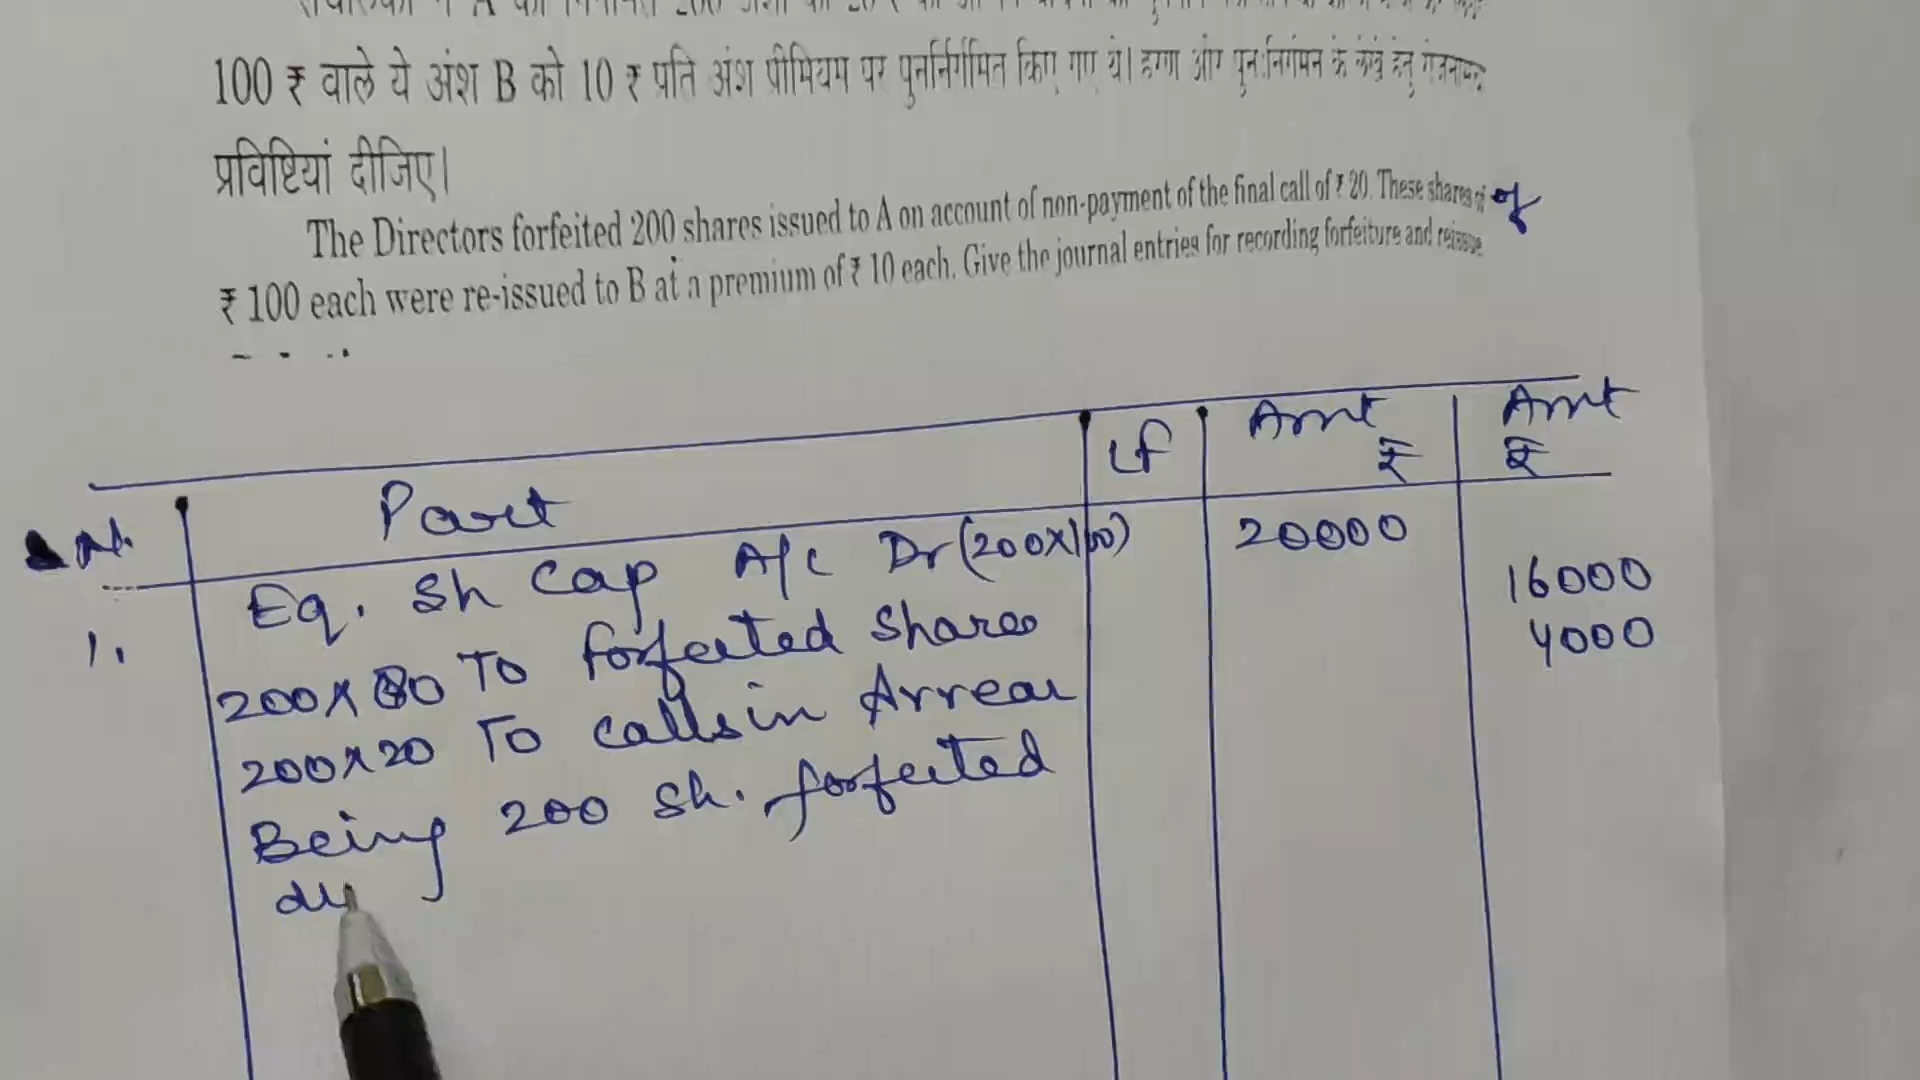 100 ₹ वाले ये अंश B को 10 ₹ प्रति अंश प्रीमियम पर पुनर्निर्गमित किए गए थे। हरण और पुनःनिर्गमन के लेखे हेतु
प्रविष्टियां दीजिए।
The Directors forfeited 200 shares issued to A on account of non-payment of the final call of ₹ 20. These shares of of
₹ 100 each were re-issued to B at a premium of ₹ 10 each. Give the journal entries for recording forfeiture and reissue
Part LF Amt ₹ Amt ₹
1. Eq. Sh Cap A/c Dr (200X100) 20000
200X80 To forfeited Shares 16000
200X20 To calls in Arrear 4000
Being 200 Sh. forfeited